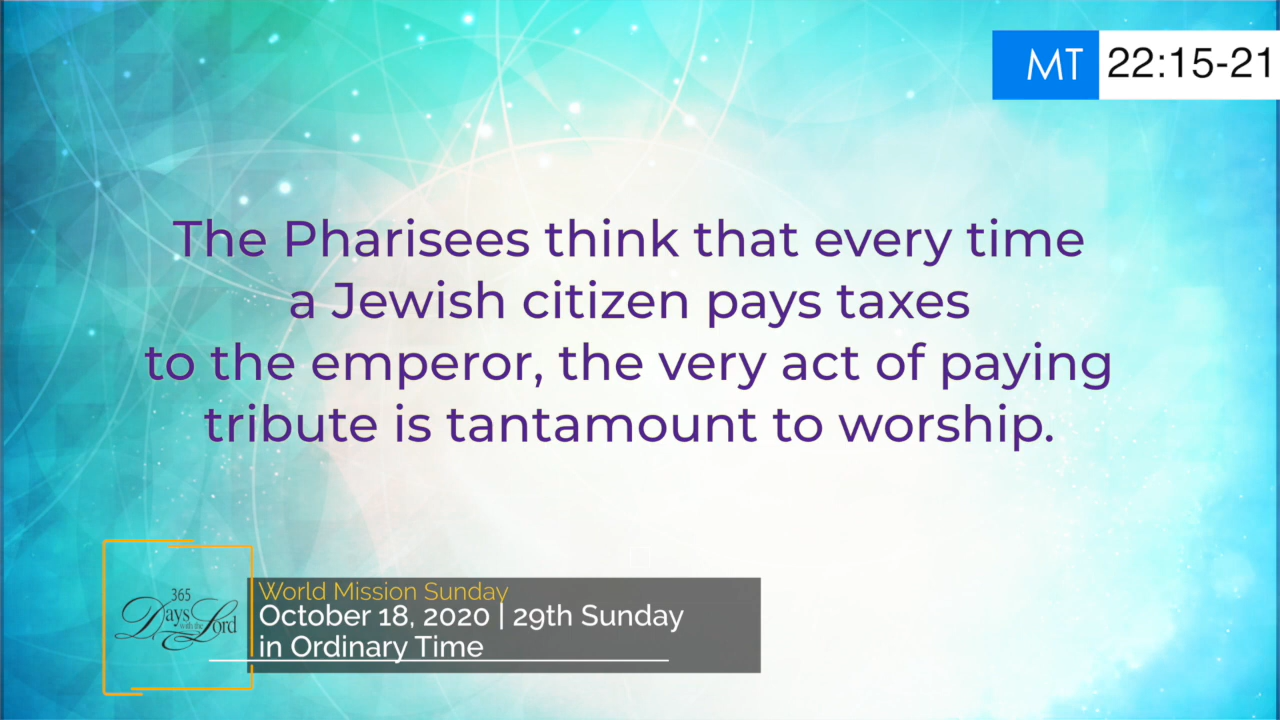 MT 22:15-21
The Pharisees think that every time
a Jewish citizen pays taxes
to the emperor, the very act of paying
tribute is tantamount to worship.
365
Days with the Lord
World Mission Sunday
October 18, 2020 | 29th Sunday
in Ordinary Time